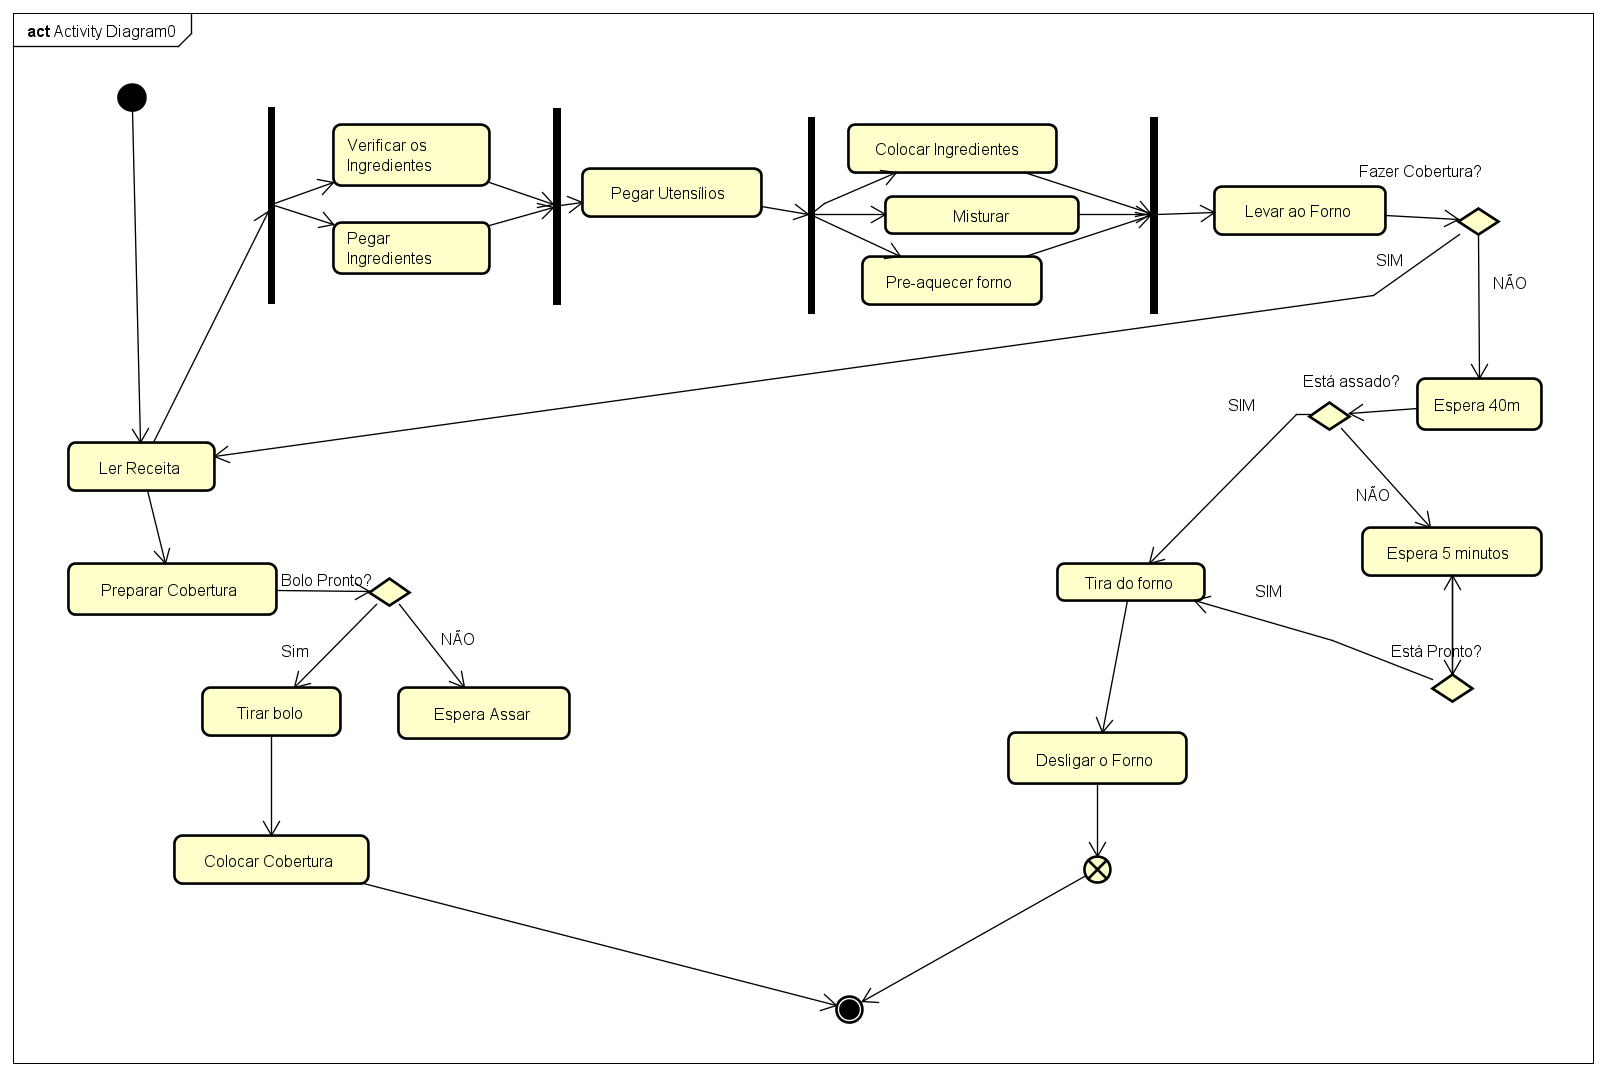 act Activity Diagram0
Verificar os
Ingredientes
Pegar
Ingredientes
Pegar Utensílios
Colocar Ingredientes
Misturar
Pre-aquecer forno
Levar ao Forno
Fazer Cobertura?
SIM
NÃO
Espera 40m
Está assado?
SIM
NÃO
Espera 5 minutos
Está Pronto?
SIM
Tira do forno
Desligar o Forno
Ler Receita
Preparar Cobertura
Bolo Pronto?
Sim
NÃO
Tirar bolo
Espera Assar
Colocar Cobertura